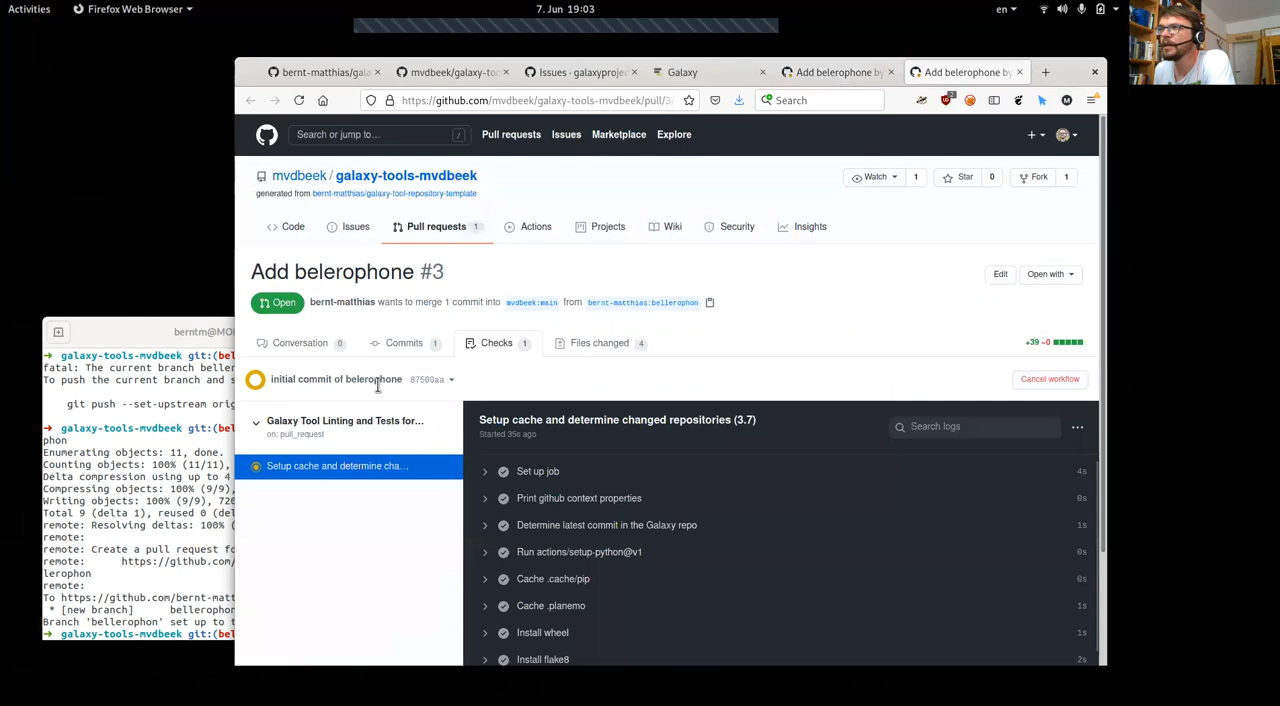 Activities
Firefox Web Browser
7. Jun 19:03
en
bernt-matthias/gala
mvdbeek/galaxy-too
Issues · galaxyprojec
Galaxy
Add belerophone by
Add belerophone by
https://github.com/mvdbeek/galaxy-tools-mvdbeek/pull/3/
Search
Search or jump to…
/
Pull requests
Issues
Marketplace
Explore
mvdbeek / galaxy-tools-mvdbeek
generated from bernt-matthias/galaxy-tool-repository-template
Watch
1
Star
0
Fork
1
Code
Issues
Pull requests 1
Actions
Projects
Wiki
Security
Insights
Add belerophone #3
Edit
Open with
Open
bernt-matthias wants to merge 1 commit into mvdbeek:main from bernt-matthias:bellerophon
Conversation 0
Commits 1
Checks 1
Files changed 4
+39 −0
initial commit of belerophone 87500aa
Cancel workflow
Galaxy Tool Linting and Tests for…
on: pull_request
Setup cache and determine cha…
Setup cache and determine changed repositories (3.7)
Started 35s ago
Search logs
Set up job 4s
Print github context properties 0s
Determine latest commit in the Galaxy repo 1s
Run actions/setup-python@v1 0s
Cache .cache/pip 0s
Cache .planemo 1s
Install wheel 1s
Install flake8 2s
berntm@MO
→ galaxy-tools-mvdbeek git:(bel
fatal: The current branch beller
To push the current branch and s
git push --set-upstream orig
→ galaxy-tools-mvdbeek git:(bel
phon
Enumerating objects: 11, done.
Counting objects: 100% (11/11),
Delta compression using up to 4
Compressing objects: 100% (9/9),
Writing objects: 100% (9/9), 720
Total 9 (delta 1), reused 0 (del
remote: Resolving deltas: 100% (
remote:
remote: Create a pull request fo
remote: https://github.com/
lerophon
remote:
To https://github.com/bernt-matt
* [new branch] bellerophon
Branch 'bellerophon' set up to t
→ galaxy-tools-mvdbeek git:(bel